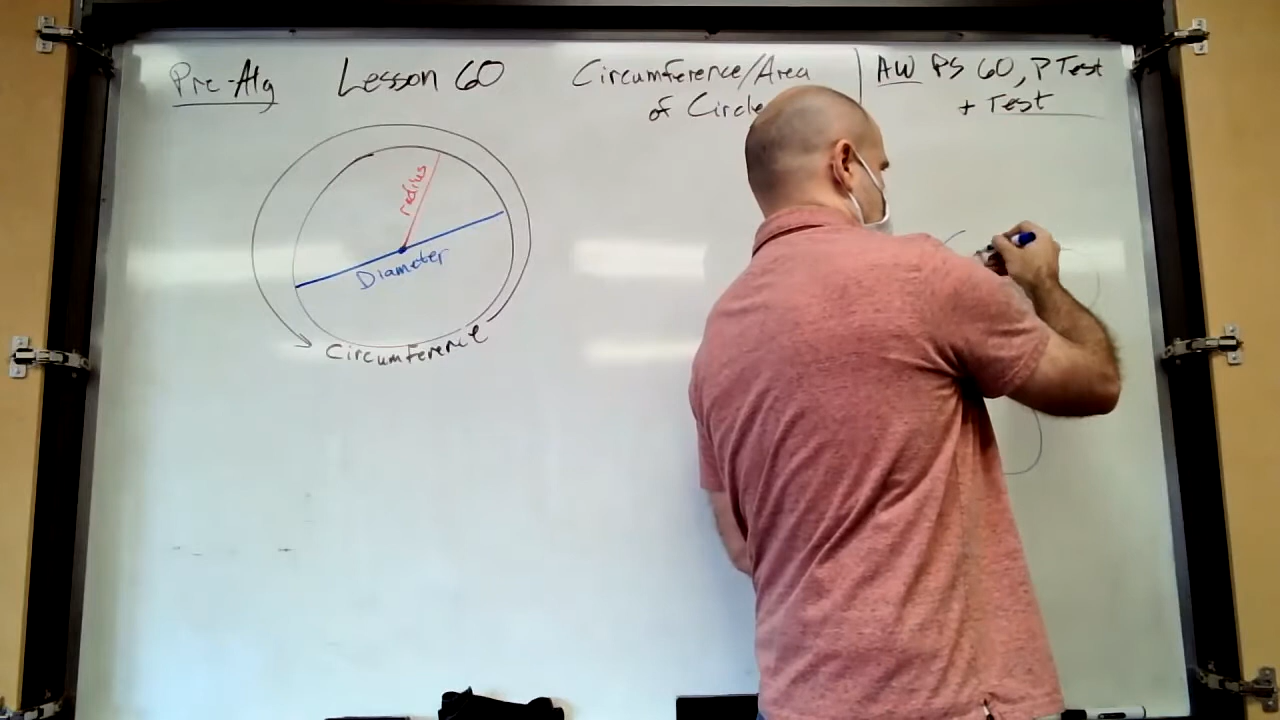 Pre-Alg
Lesson 60
Circumference/Area
of Circle
AW PS 60, P Test
+ Test
radius
Diameter
Circumference